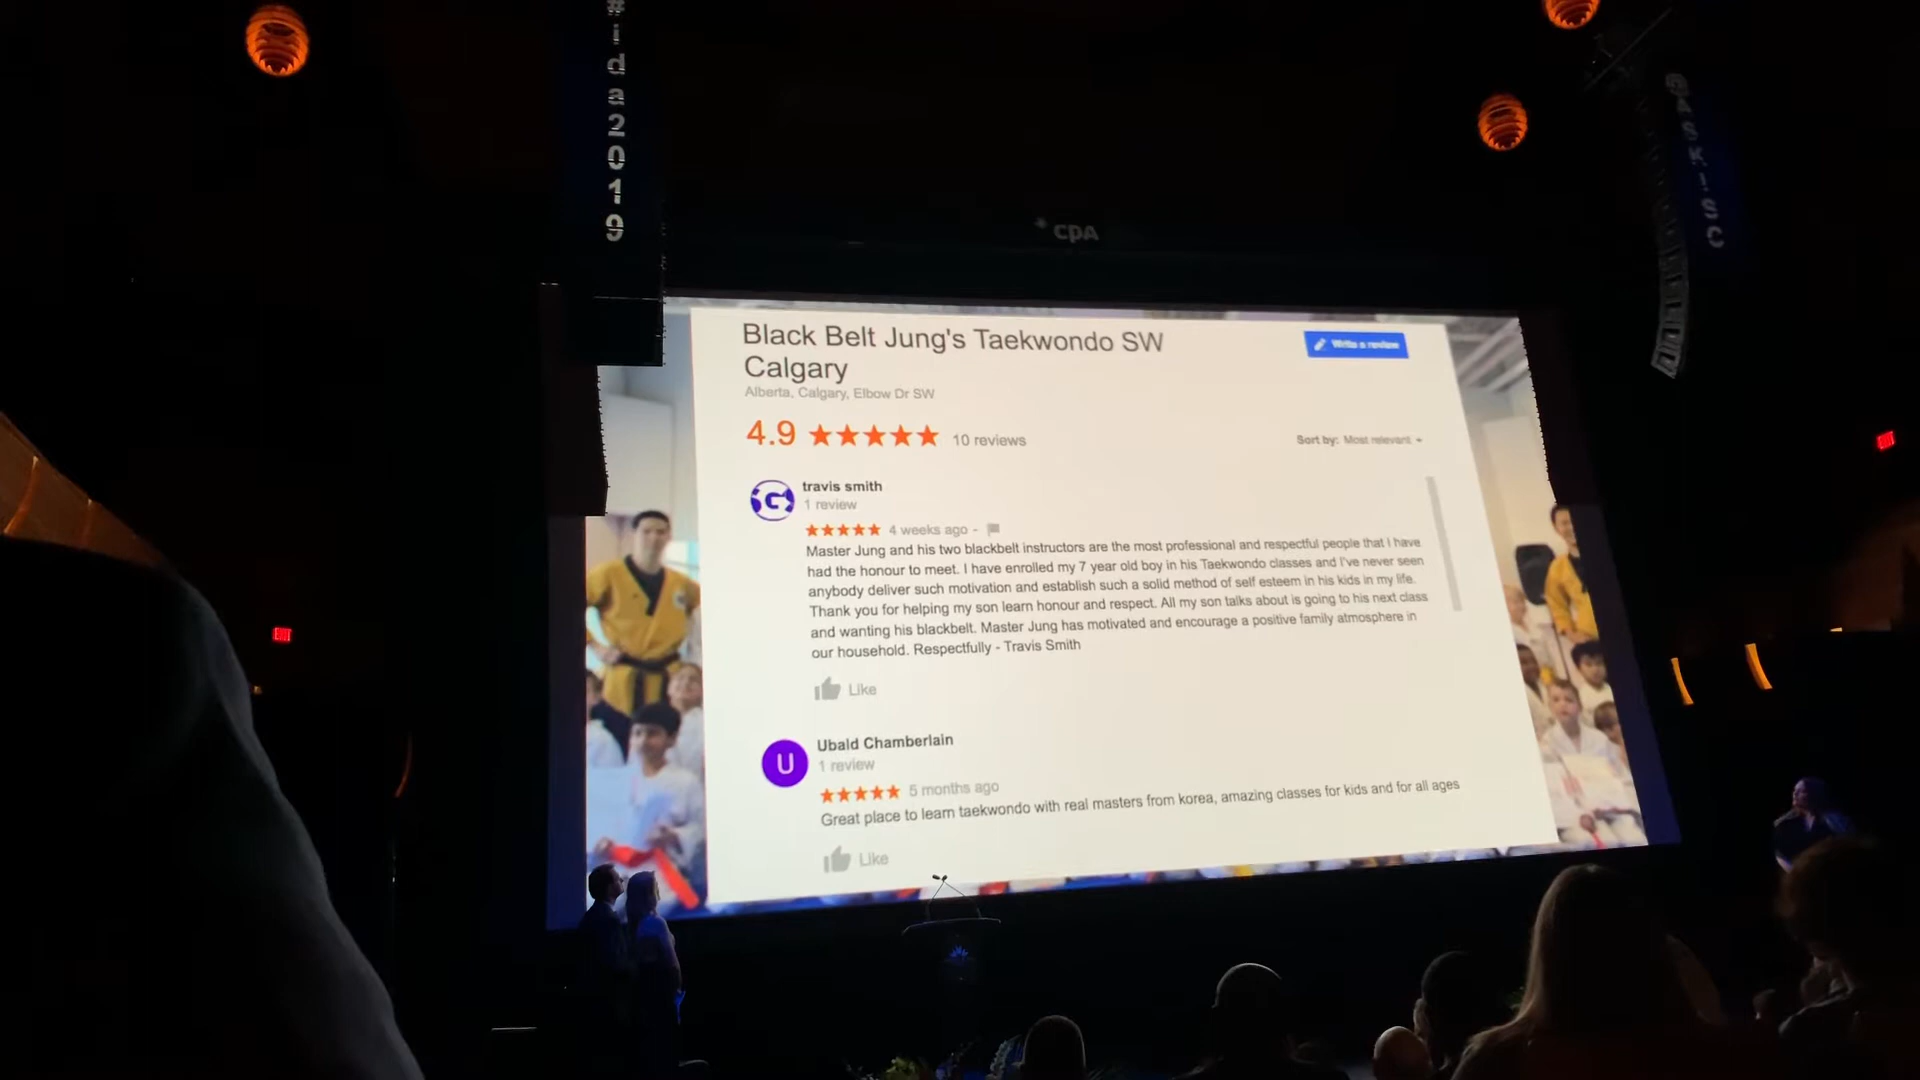 #ida2019
@ASKISC
CPA
Black Belt Jung's Taekwondo SW
Calgary
Alberta, Calgary, Elbow Dr SW
Write a review
4.9 ★★★★★ 10 reviews
Sort by: Most relevant
travis smith
1 review
★★★★★ 4 weeks ago -
Master Jung and his two blackbelt instructors are the most professional and respectful people that I have
had the honour to meet. I have enrolled my 7 year old boy in his Taekwondo classes and I've never seen
anybody deliver such motivation and establish such a solid method of self esteem in his kids in my life.
Thank you for helping my son learn honour and respect. All my son talks about is going to his next class
and wanting his blackbelt. Master Jung has motivated and encourage a positive family atmosphere in
our household. Respectfully - Travis Smith
Like
U
Ubald Chamberlain
1 review
★★★★★ 5 months ago
Great place to learn taekwondo with real masters from korea, amazing classes for kids and for all ages
Like